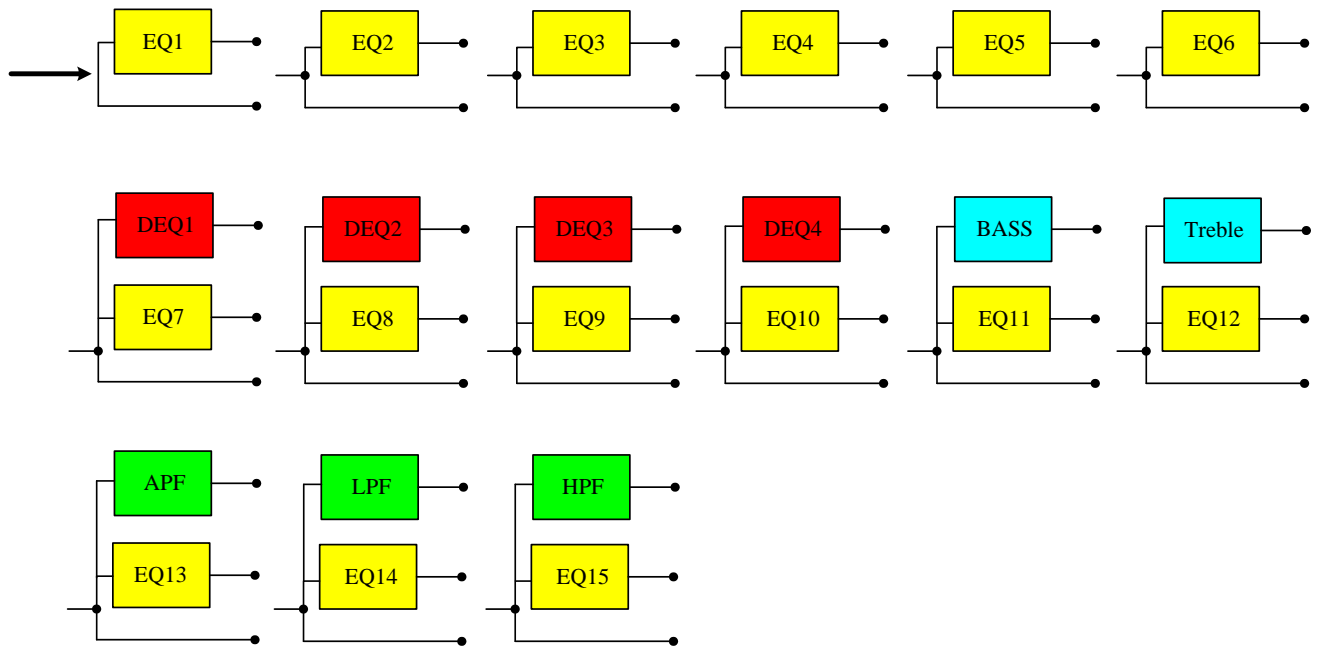 EQ1 EQ2 EQ3 EQ4 EQ5 EQ6
DEQ1 DEQ2 DEQ3 DEQ4 BASS Treble
EQ7 EQ8 EQ9 EQ10 EQ11 EQ12
APF LPF HPF
EQ13 EQ14 EQ15